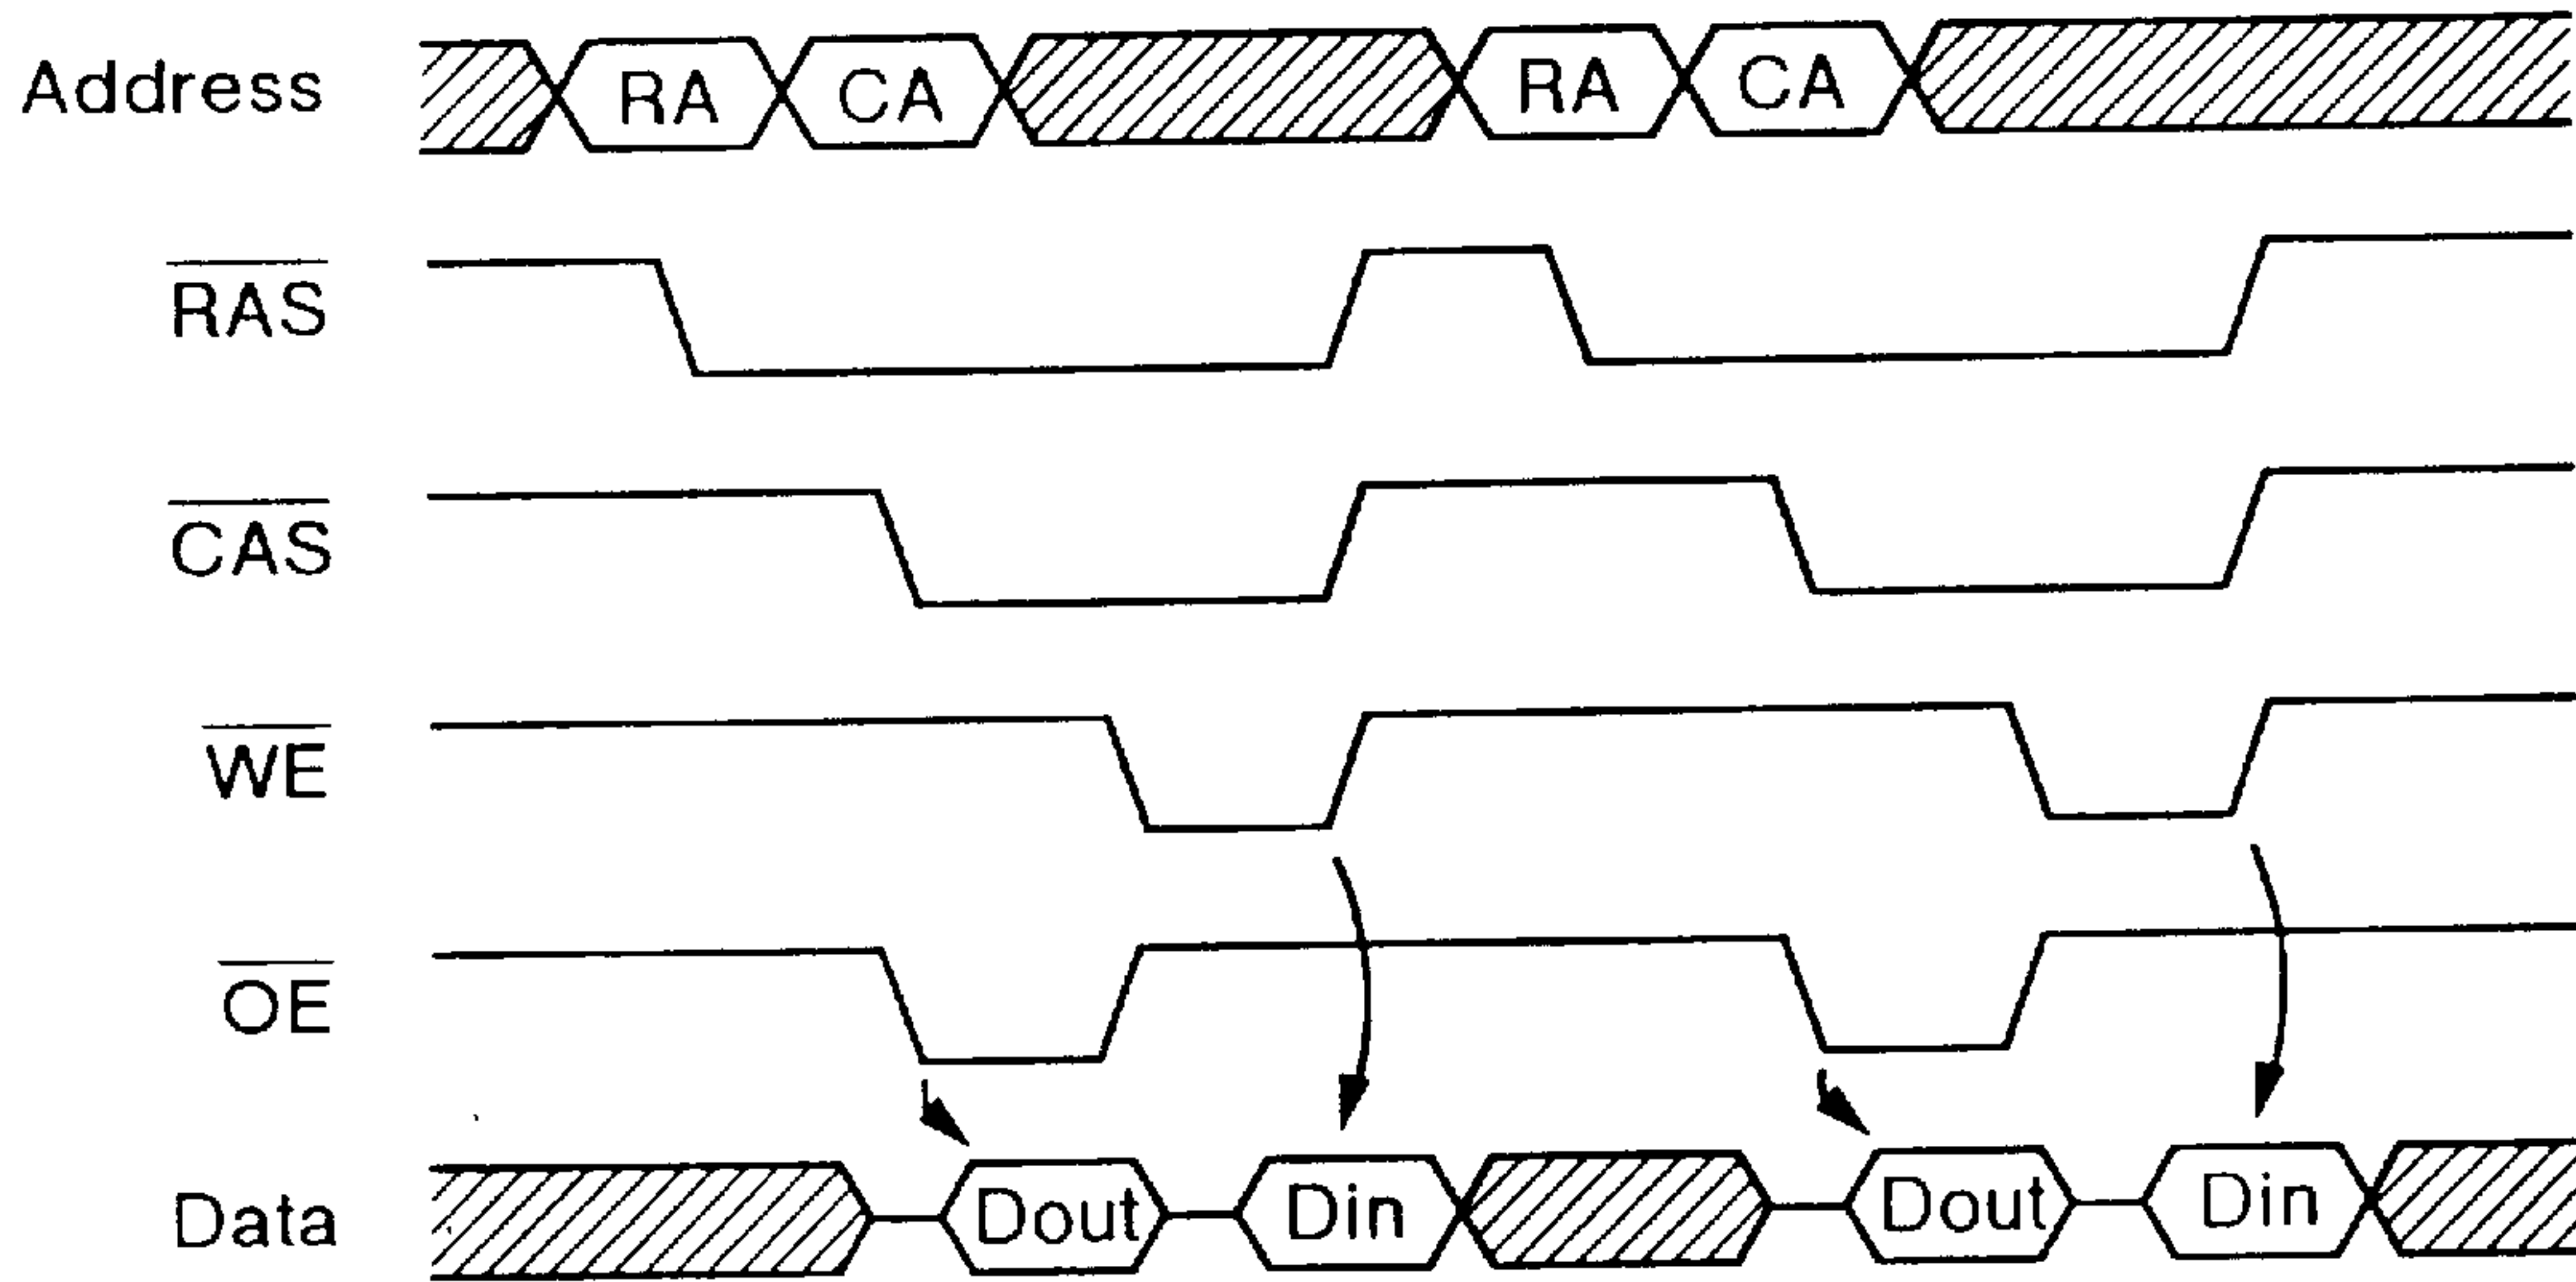 Address RA CA RA CA
RAS
CAS
WE
OE
Data Dout Din Dout Din